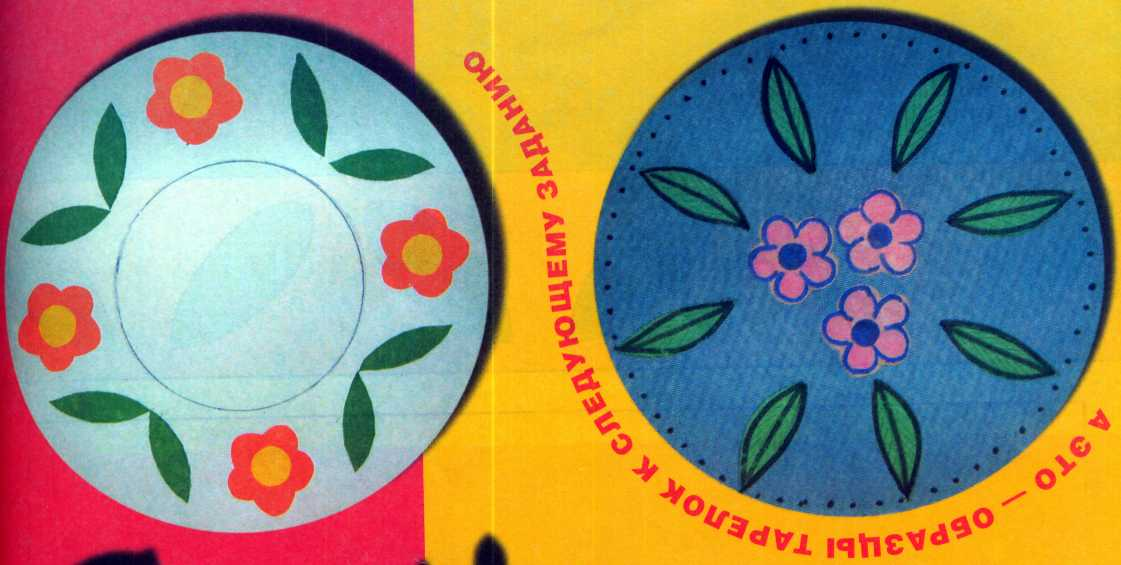 А ЭТО — ОБРАЗЦЫ ТАРЕЛОК К СЛЕДУЮЩЕМУ ЗАДАНИЮ